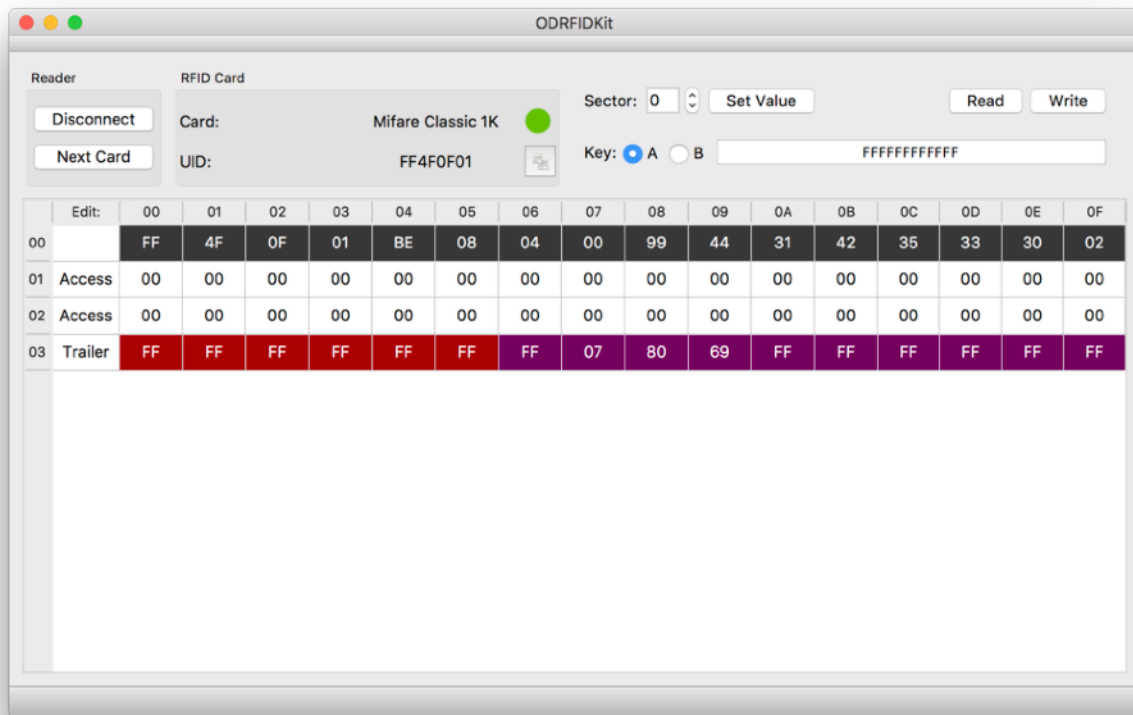 ODRFIDKit
Reader
RFID Card
Sector: 0 Set Value Read Write
Disconnect
Card: Mifare Classic 1K
Next Card
UID: FF4F0F01
Key: A B FFFFFFFFFFFF
Edit: 00 01 02 03 04 05 06 07 08 09 0A 0B 0C 0D 0E 0F
00 FF 4F 0F 01 BE 08 04 00 99 44 31 42 35 33 30 02
01 Access 00 00 00 00 00 00 00 00 00 00 00 00 00 00 00 00
02 Access 00 00 00 00 00 00 00 00 00 00 00 00 00 00 00 00
03 Trailer FF FF FF FF FF FF FF 07 80 69 FF FF FF FF FF FF